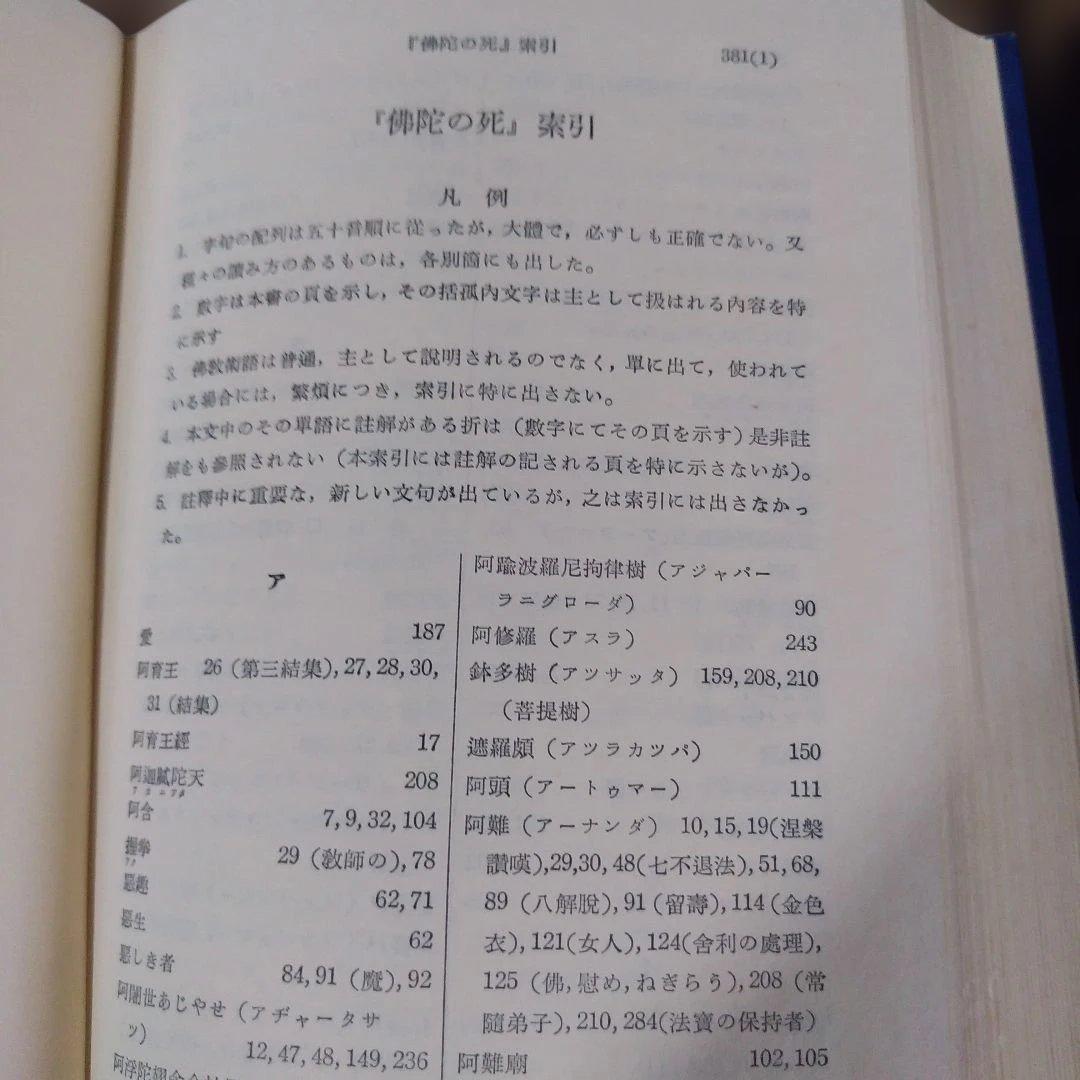 『佛陀の死』索引
381(1)
『佛陀の死』 索引
凡 例
1. 字句の配列は五十音順に従ったが，大體で，必ずしも正確でない。又
種々の讀み方のあるものは，各別箇にも出した。
2. 數字は本書の頁を示し，その括孤內文字は主として扱はれる內容を特
に示す
3. 佛敎術語は普通，主として說明されるのでなく，單に出て，使われて
いる場合には，繁煩につき，索引に特に出さない。
4. 本文中のその單語に註解がある折は（數字にてその頁を示す）是非註
解をも參照されない（本索引には註解の記される頁を特に示さないが）。
5. 註釋中に重要な，新しい文句が出ているが，之は索引には出さなかっ
た。
ア
愛 187
阿育王 26（第三結集），27，28，30，
31（結集）
阿育王經 17
阿迦膩陀天 208
阿含 7，9，32，104
握拳 29（敎師の），78
惡趣 62，71
惡生 62
惡しき者 84，91（魔），92
阿闍世あじやせ（アヂャータサ
ツ） 12，47，48，149，236
阿踰波羅尼拘律樹（アジャパー
ラニグローダ） 90
阿修羅（アスラ） 243
鉢多樹（アツサッタ） 159，208，210
（菩提樹）
遮羅頗（アツラカツパ） 150
阿頭（アートゥマー） 111
阿難（アーナンダ） 10，15，19（涅槃
讚嘆），29，30，48（七不退法），51，68，
89（八解脫），91（留壽），114（金色
衣），121（女人），124（舍利の處理），
125（佛，慰め，ねぎらう），208（常
隨弟子），210，284（法寶の保持者）
阿難廟 102，105